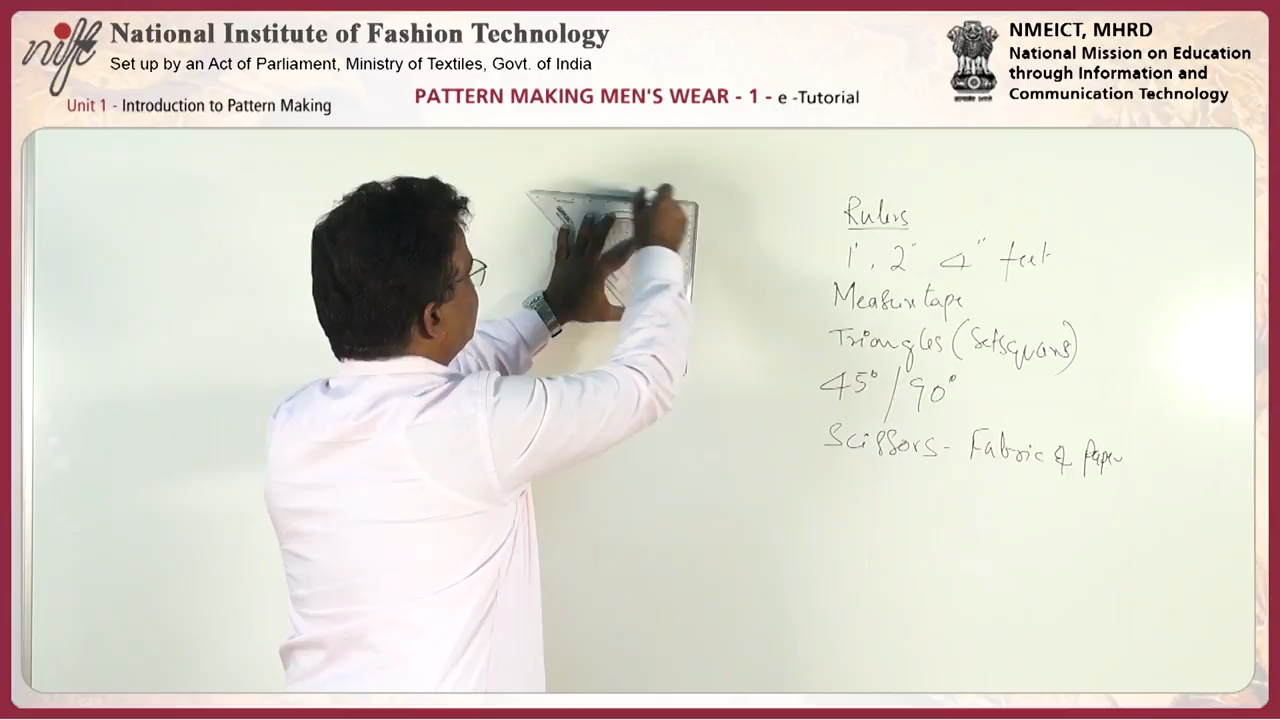 nift
National Institute of Fashion Technology
Set up by an Act of Parliament, Ministry of Textiles, Govt. of India
Unit 1 - Introduction to Pattern Making
PATTERN MAKING MEN'S WEAR - 1 - e -Tutorial
NMEICT, MHRD
National Mission on Education
through Information and
Communication Technology
Rulers
1', 2" 4" feet
Measure tape
Triangles (Setsquares)
45° / 90°
Scissors - Fabric & Paper